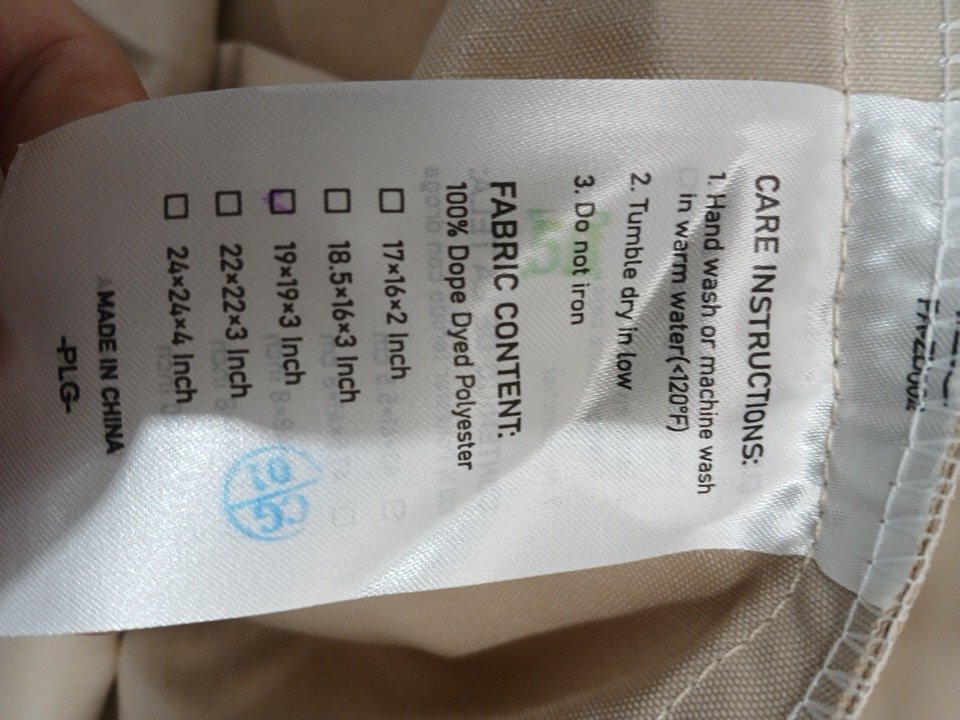 CARE INSTRUCTIONS:
1. Hand wash or machine wash
in warm water(<120°F)
2. Tumble dry in low
3. Do not iron
FABRIC CONTENT:
100% Dope Dyed Polyester
☐ 17×16×2 Inch
☐ 18.5×16×3 Inch
☐ 19×19×3 Inch
☐ 22×22×3 Inch
☐ 24×24×4 Inch
MADE IN CHINA
-PLG-